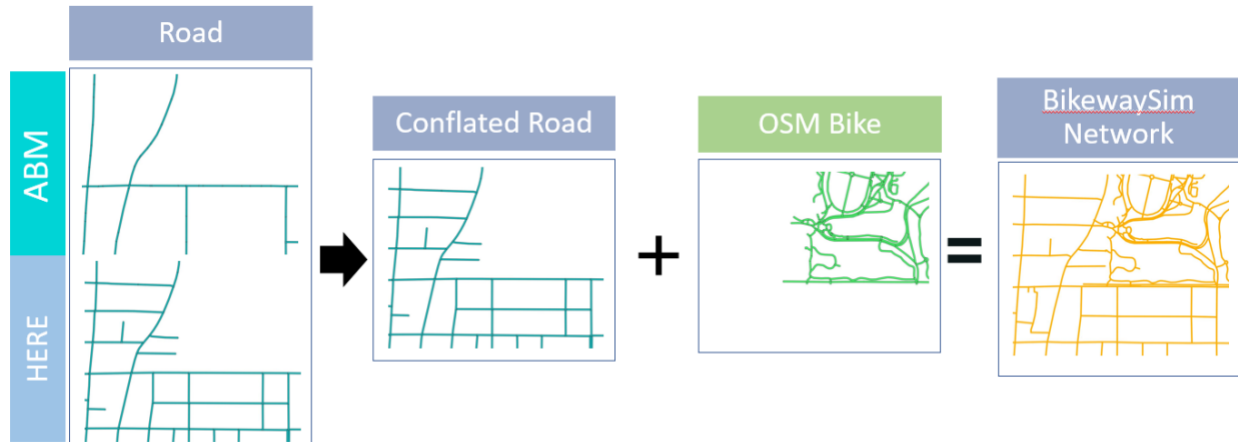 Road
ABM
HERE
Conflated Road
+
OSM Bike
=
BikewaySim
Network